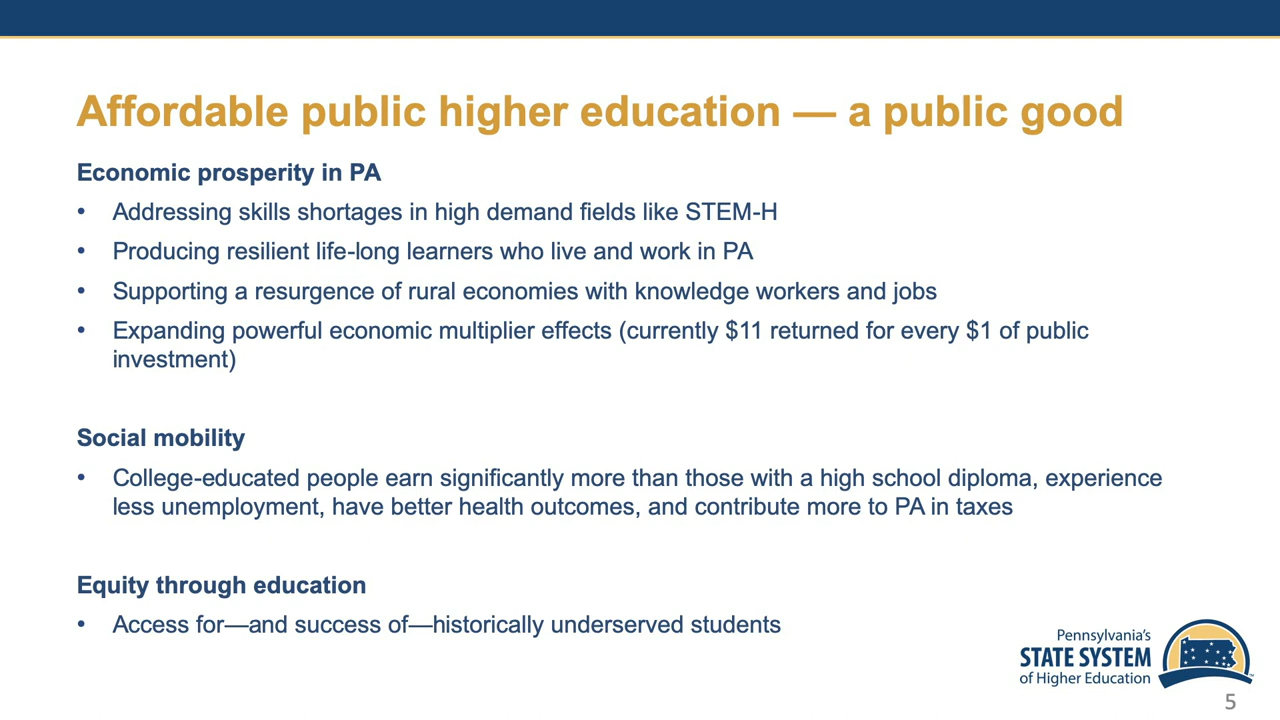 Affordable public higher education — a public good
Economic prosperity in PA
• Addressing skills shortages in high demand fields like STEM-H
• Producing resilient life-long learners who live and work in PA
• Supporting a resurgence of rural economies with knowledge workers and jobs
• Expanding powerful economic multiplier effects (currently $11 returned for every $1 of public
investment)
Social mobility
• College-educated people earn significantly more than those with a high school diploma, experience
less unemployment, have better health outcomes, and contribute more to PA in taxes
Equity through education
• Access for—and success of—historically underserved students
Pennsylvania's
STATE SYSTEM
of Higher Education
5